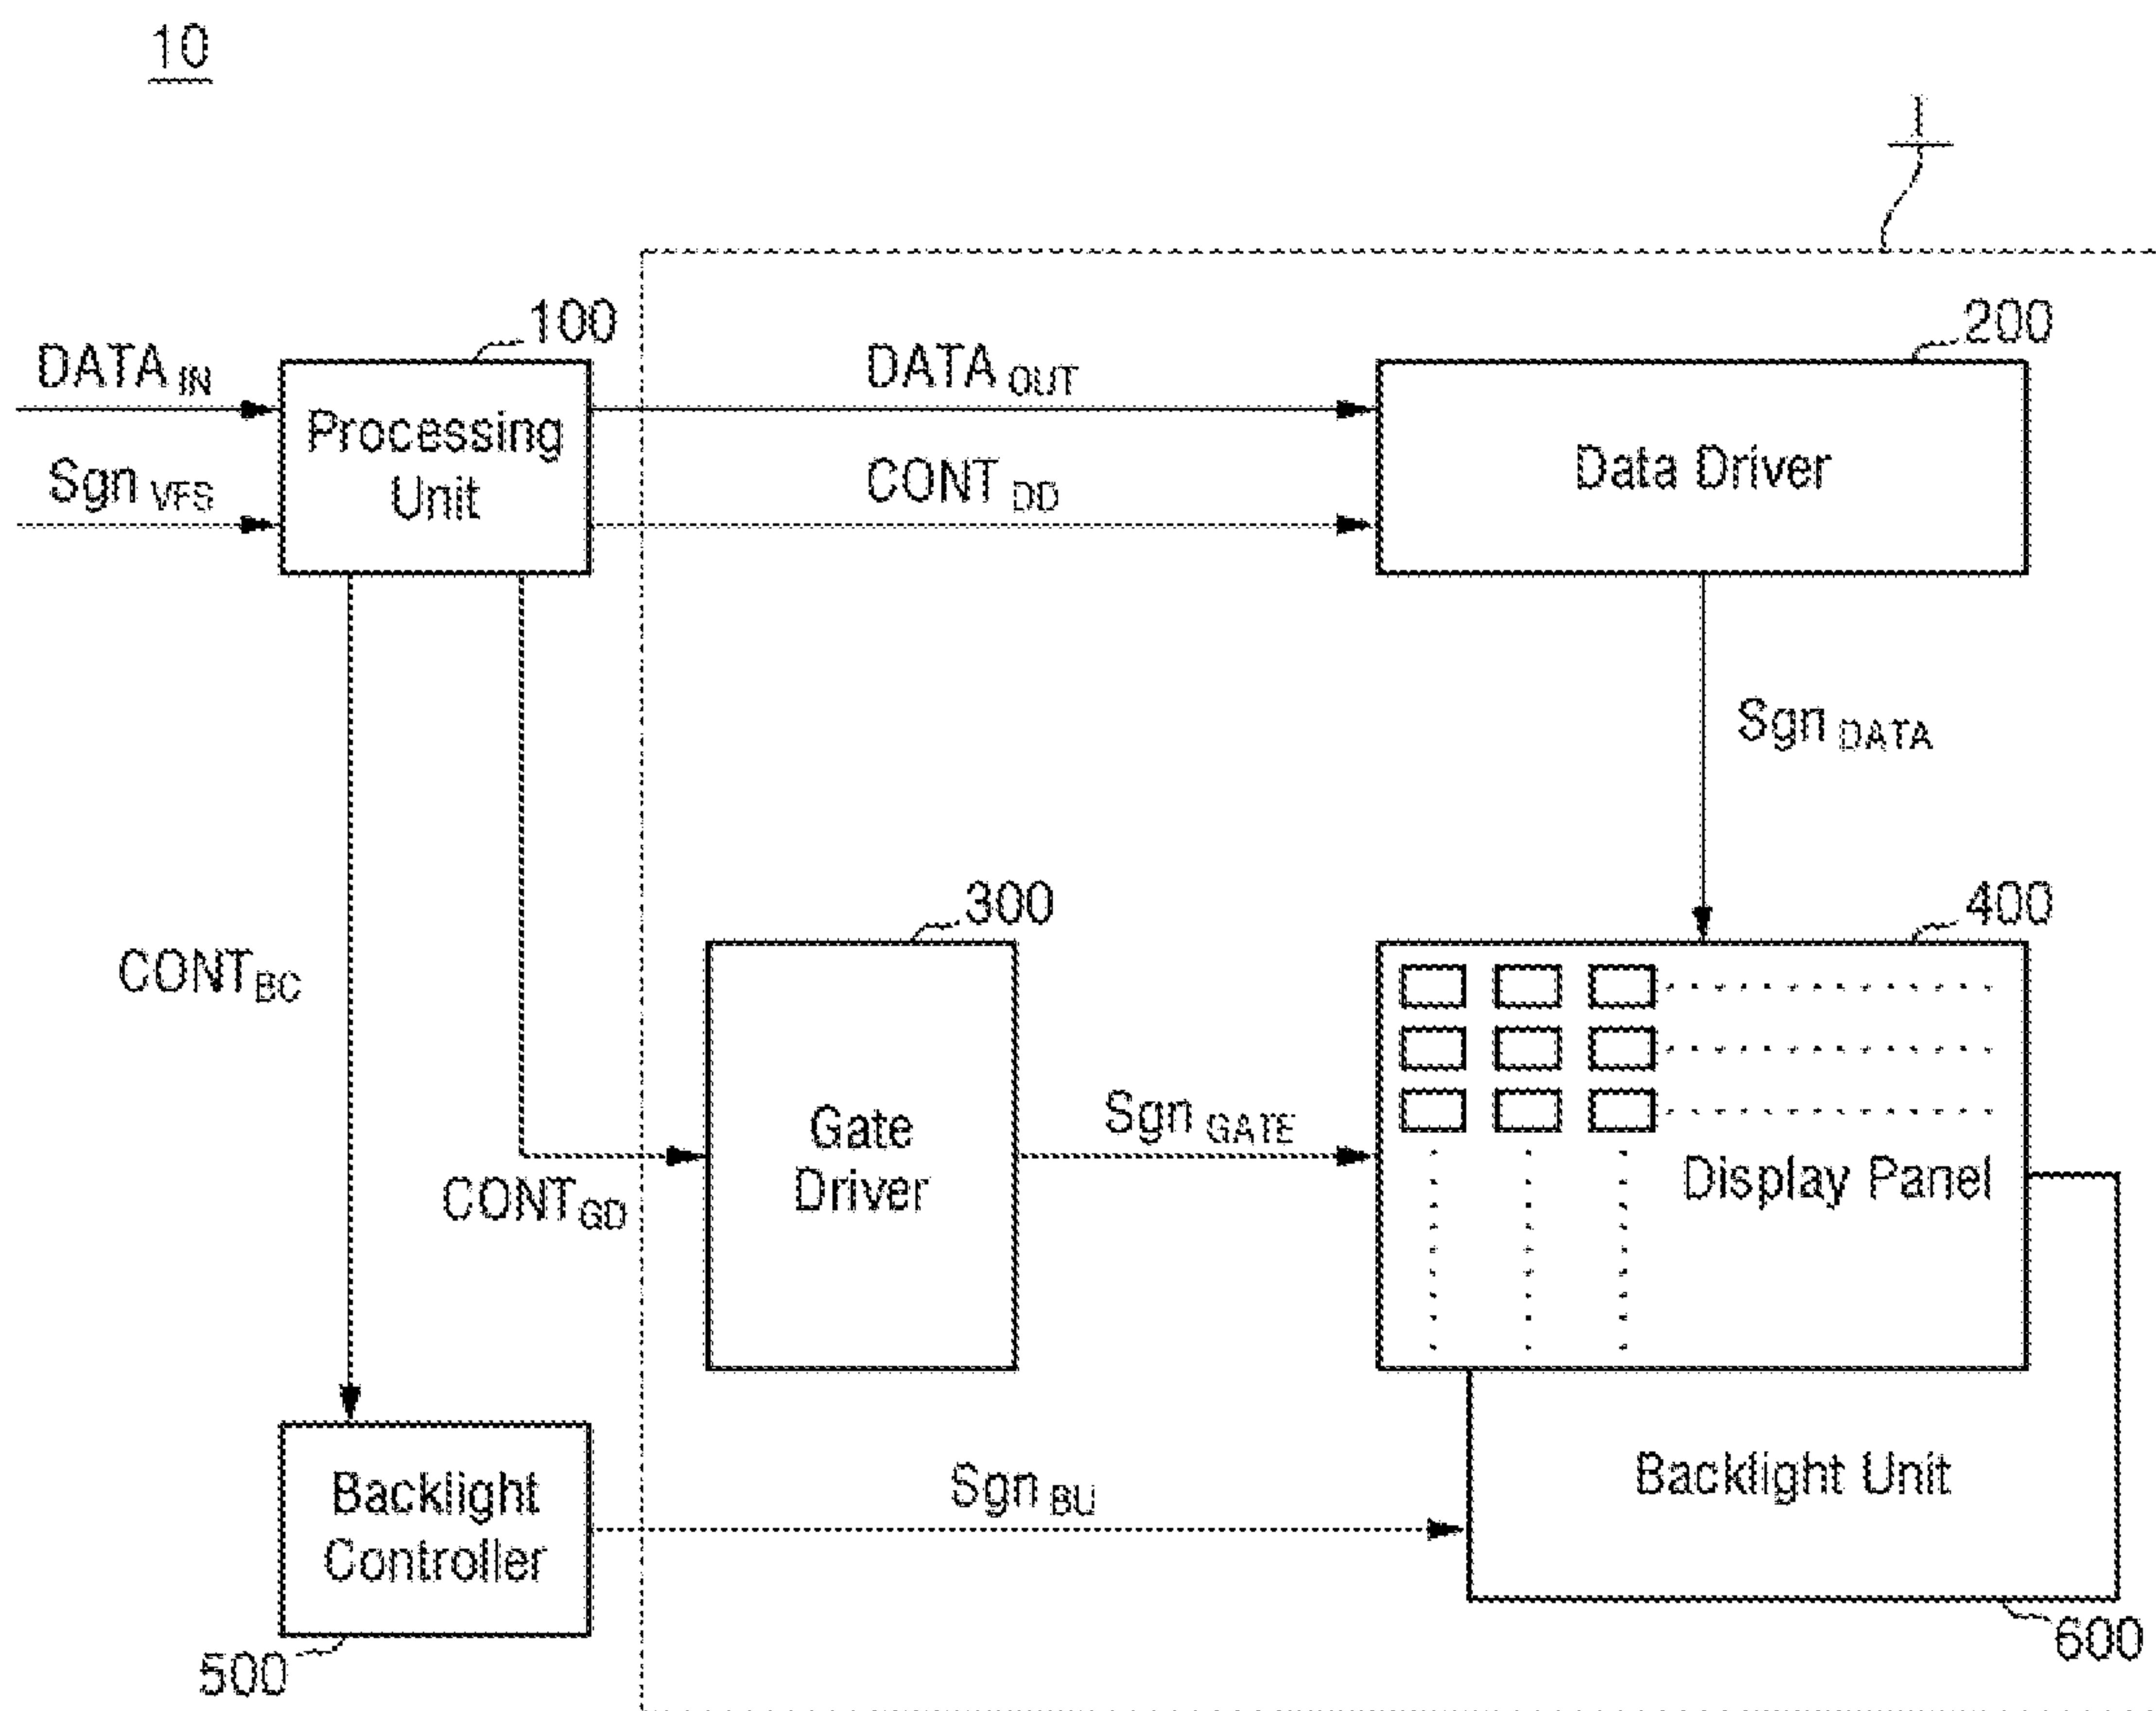 10
1
100
200
DATA IN
DATA OUT
Processing
Unit
Data Driver
Sgn VFS
CONT DD
Sgn DATA
300
400
CONT BC
Gate
Driver
Sgn GATE
Display Panel
CONT GD
Backlight
Controller
Sgn BU
Backlight Unit
500
600